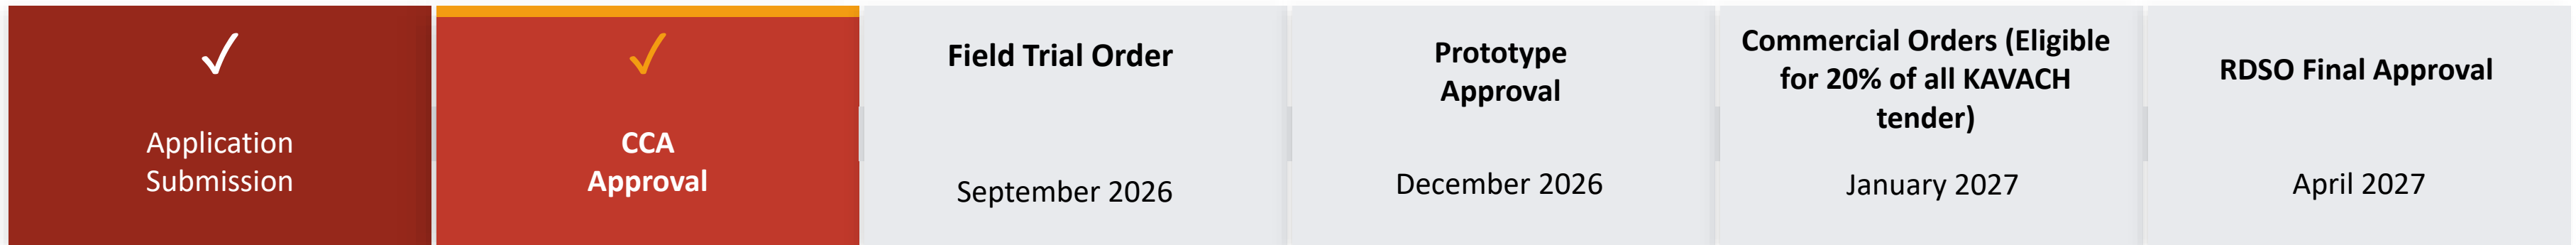 ✓
Application
Submission
✓
CCA
Approval
Field Trial Order
September 2026
Prototype
Approval
December 2026
Commercial Orders (Eligible
for 20% of all KAVACH
tender)
January 2027
RDSO Final Approval
April 2027